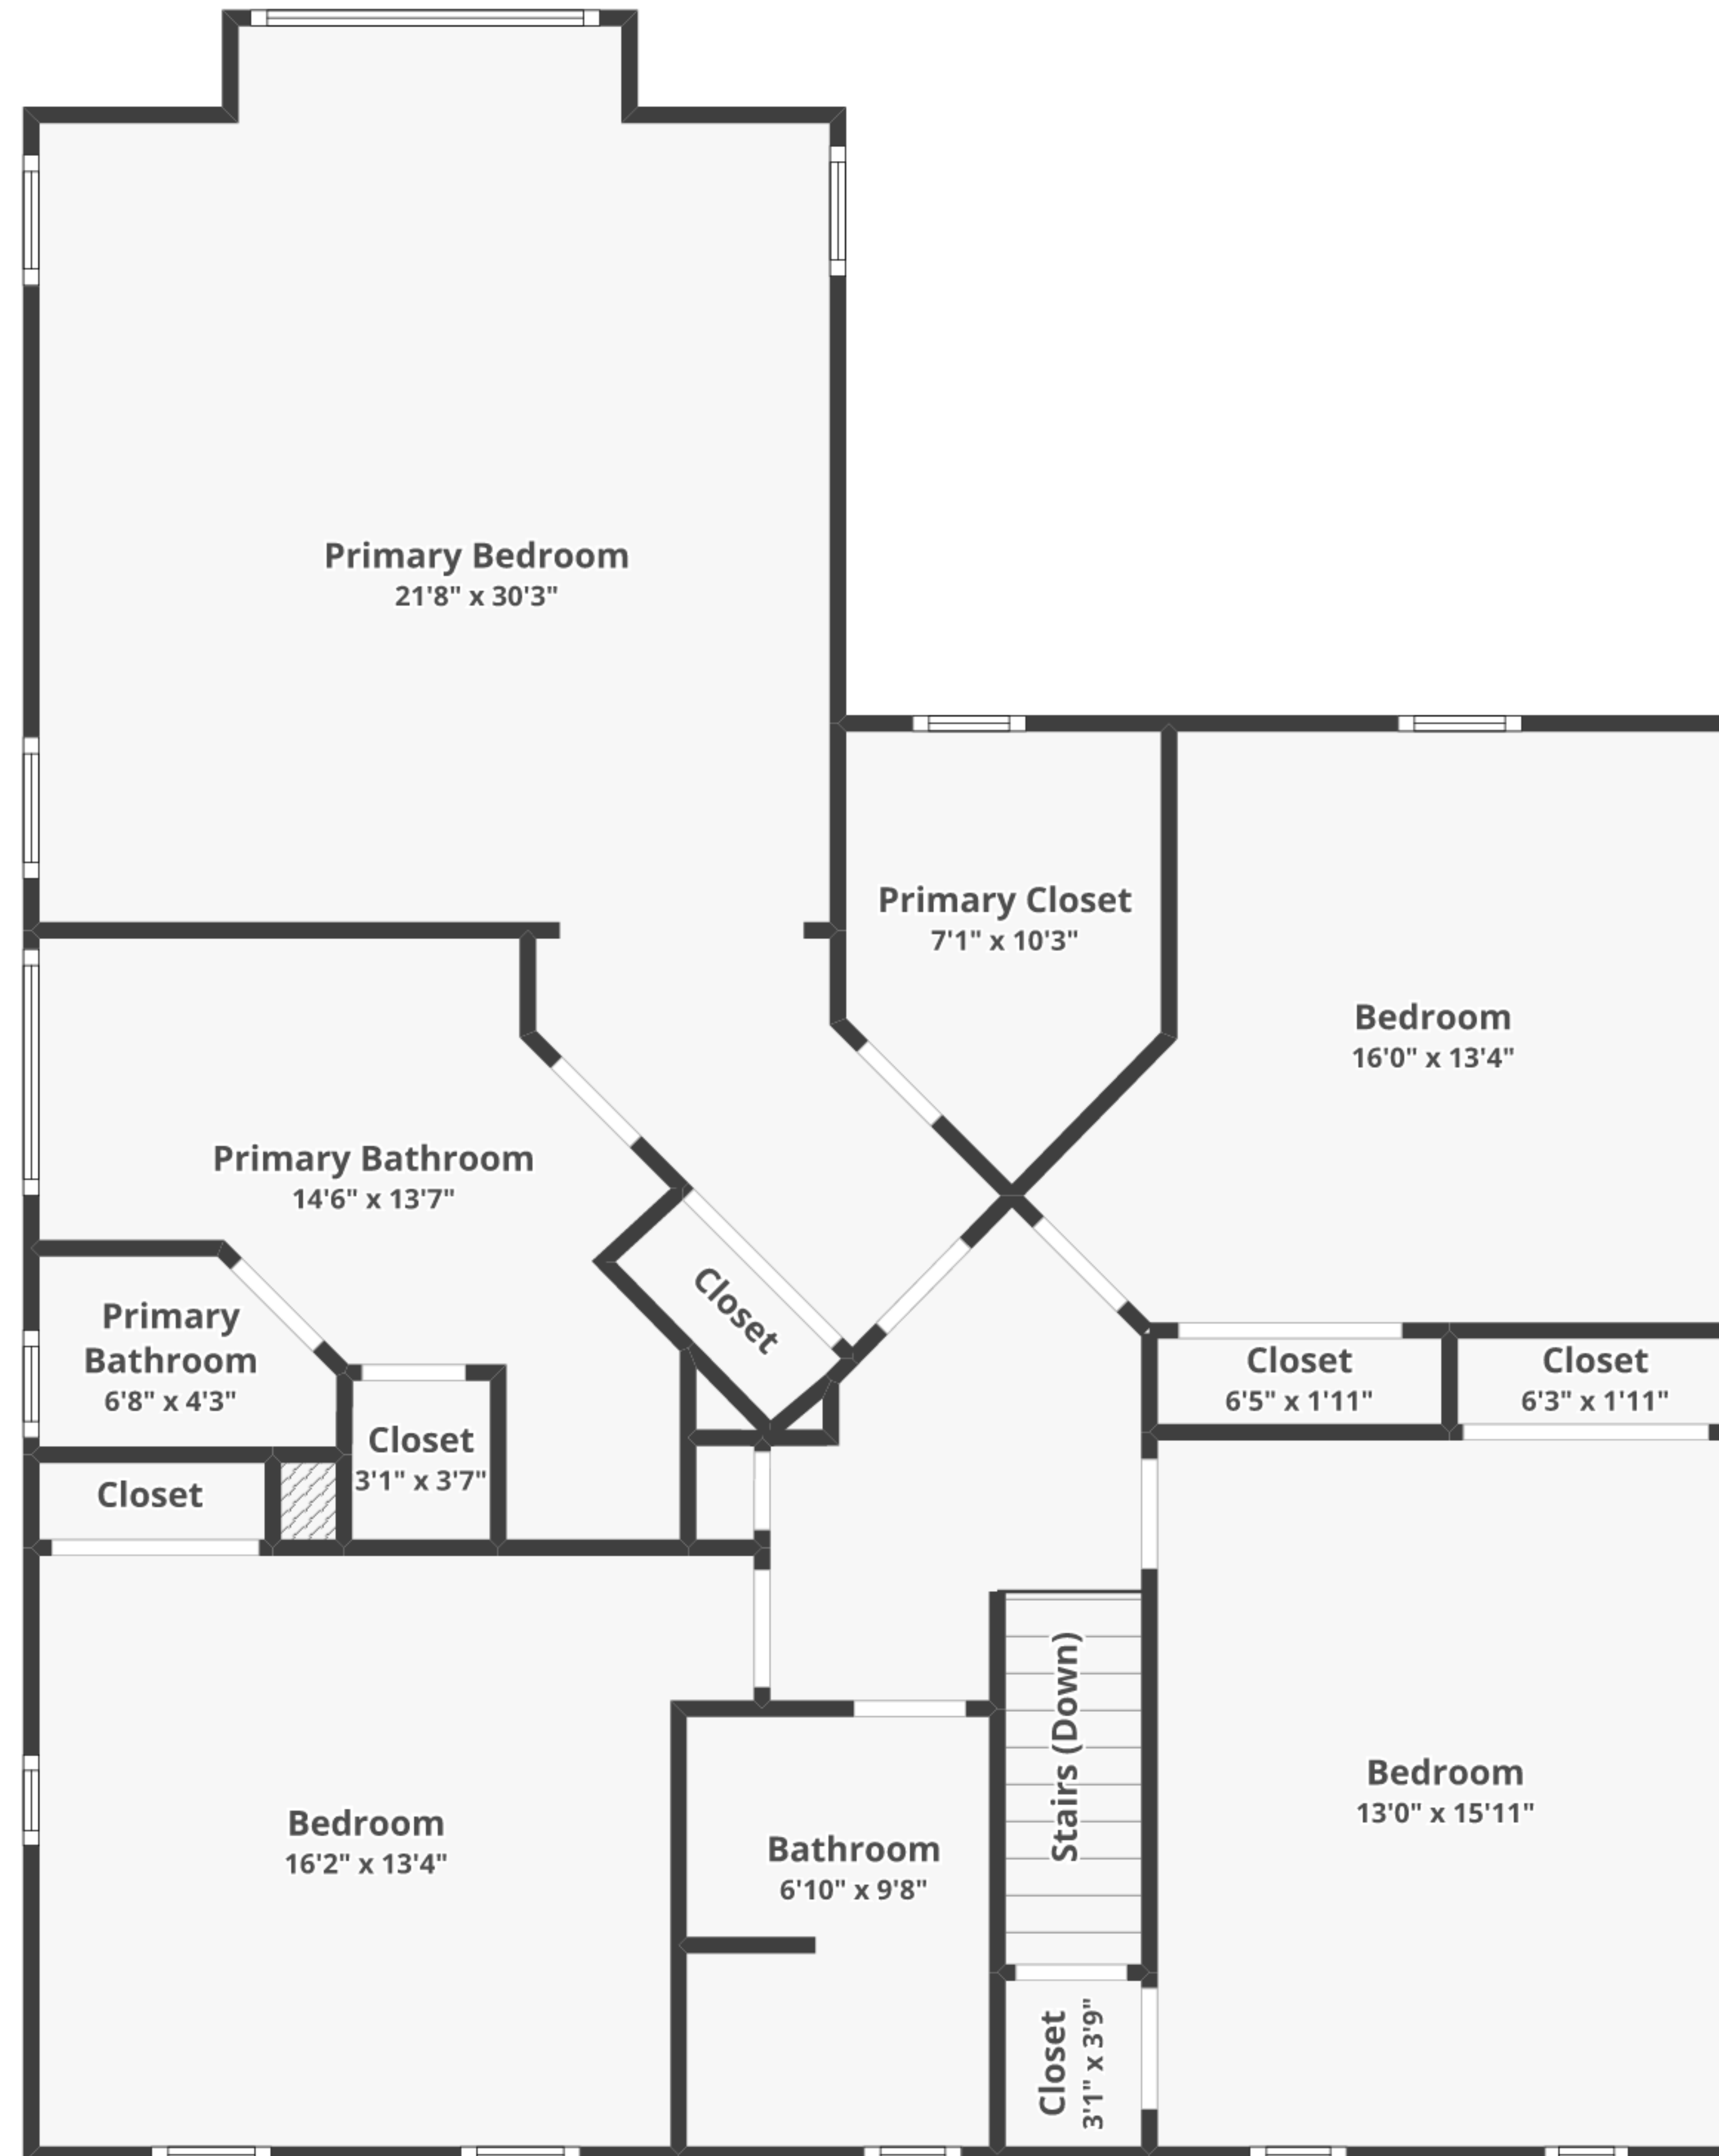 Primary Bedroom
21'8" x 30'3"
Primary Closet
7'1" x 10'3"
Bedroom
16'0" x 13'4"
Primary Bathroom
14'6" x 13'7"
Closet
Primary
Bathroom
6'8" x 4'3"
Closet
6'5" x 1'11"
Closet
6'3" x 1'11"
Closet
3'1" x 3'7"
Closet
Stairs (Down)
Bedroom
13'0" x 15'11"
Bedroom
16'2" x 13'4"
Bathroom
6'10" x 9'8"
Closet
3'1" x 3'9"